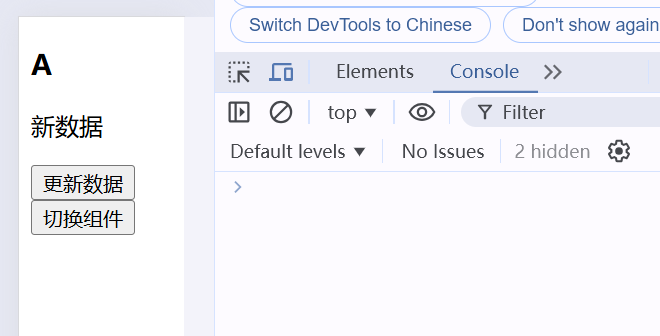 A
新数据
更新数据
切换组件
Switch DevTools to Chinese
Don't show again
Elements
Console
top
Filter
Default levels
No Issues
2 hidden